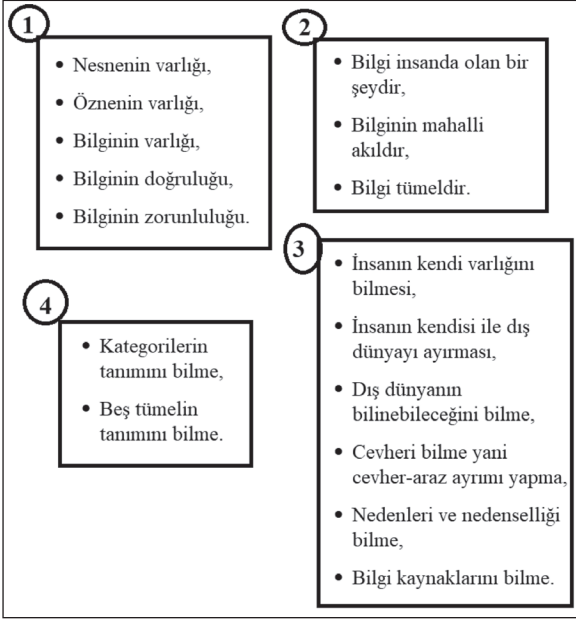 1
• Nesnenin varlığı,
• Öznenin varlığı,
• Bilginin varlığı,
• Bilginin doğruluğu,
• Bilginin zorunluluğu.
2
• Bilgi insanda olan bir
şeydir,
• Bilginin mahalli
akıldır,
• Bilgi tümeldir.
3
• İnsanın kendi varlığını
bilmesi,
• İnsanın kendisi ile dış
dünyayı ayırması,
• Dış dünyanın
bilinebileceğini bilme,
• Cevheri bilme yani
cevher-araz ayrımı yapma,
• Nedenleri ve nedenselliği
bilme,
• Bilgi kaynaklarını bilme.
4
• Kategorilerin
tanımını bilme,
• Beş tümelin
tanımını bilme.